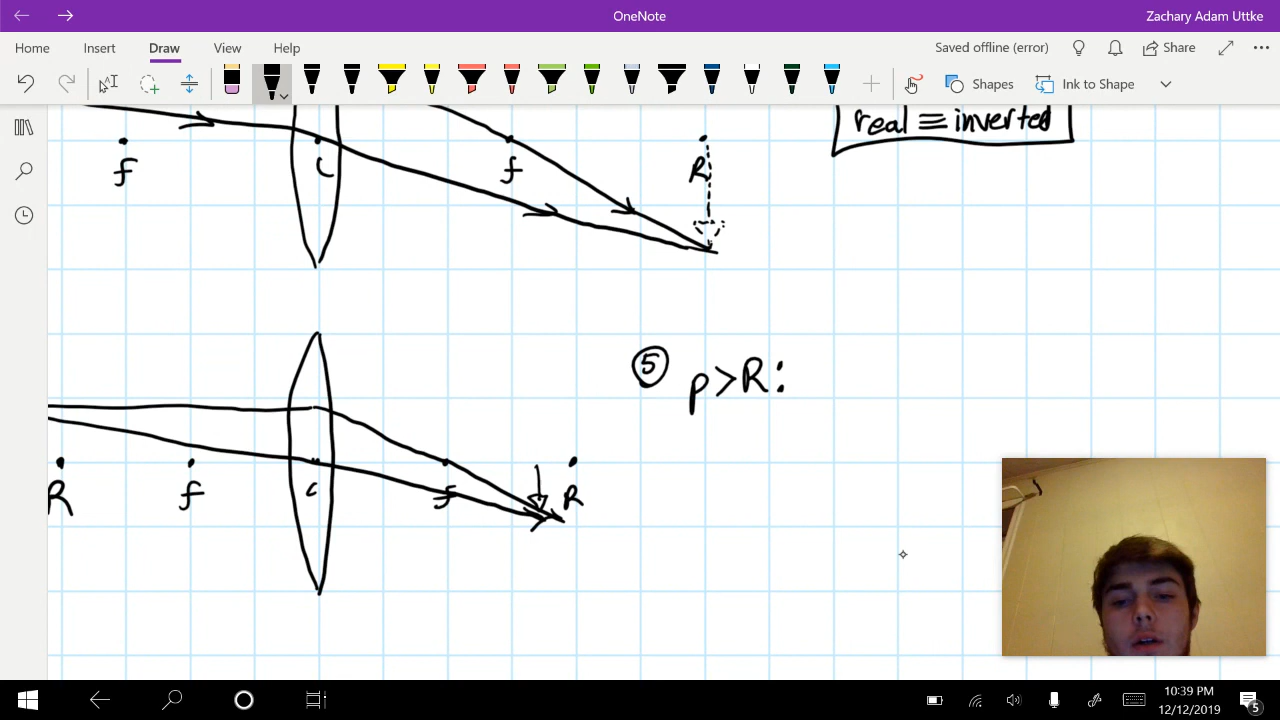 OneNote
Zachary Adam Uttke
Home Insert Draw View Help
Saved offline (error)
Share
Shapes
Ink to Shape
real ≡ inverted
f
c
f
R
⑤ p>R:
R
f
c
f
R
10:39 PM
12/12/2019
5